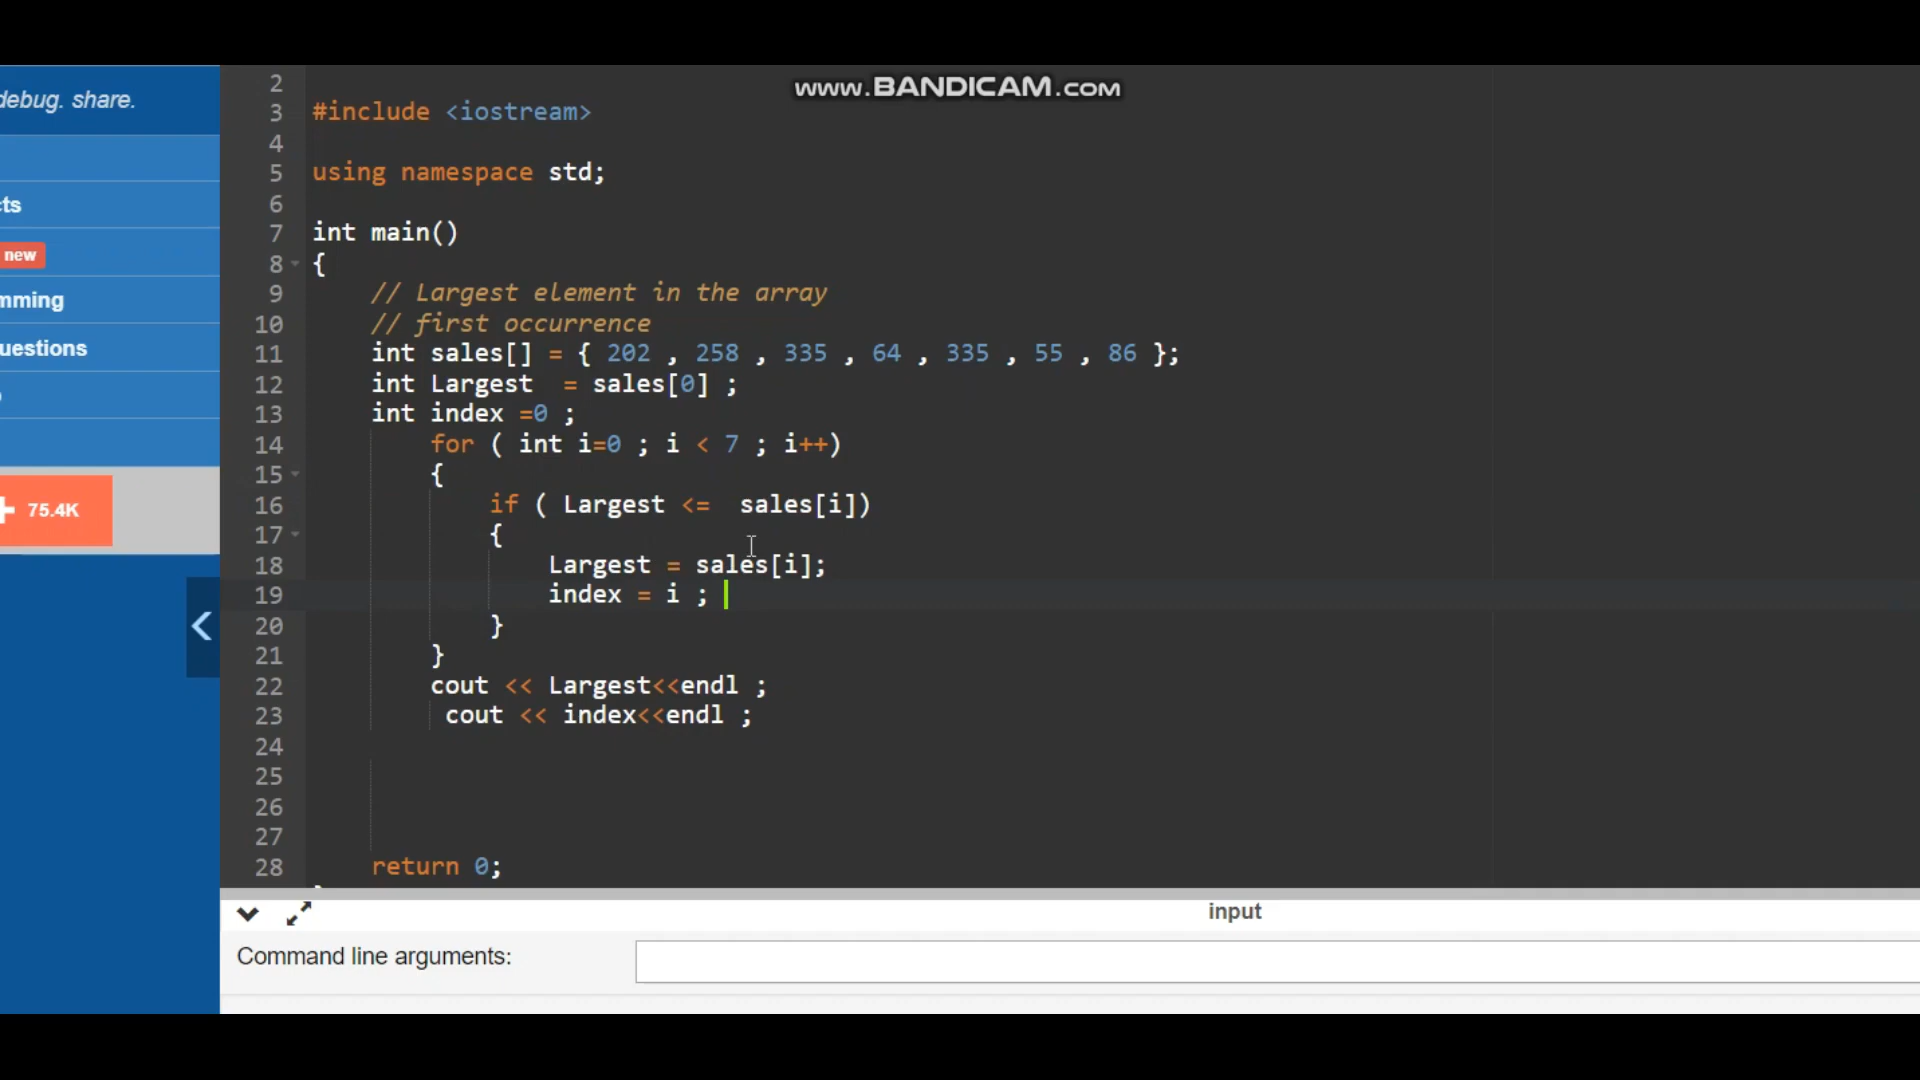 www.BANDICAM.com
debug. share.
cts
new
mming
uestions
75.4K
2
3 #include <iostream>
4
5 using namespace std;
6
7 int main()
8 {
9 // Largest element in the array
10 // first occurrence
11 int sales[] = { 202 , 258 , 335 , 64 , 335 , 55 , 86 };
12 int Largest  = sales[0] ;
13 int index =0 ;
14 for ( int i=0 ; i < 7 ; i++)
15 {
16 if ( Largest <=  sales[i])
17 {
18 Largest = sales[i];
19 index = i ;
20 }
21 }
22 cout << Largest<<endl ;
23 cout << index<<endl ;
24
25
26
27
28 return 0;
input
Command line arguments: